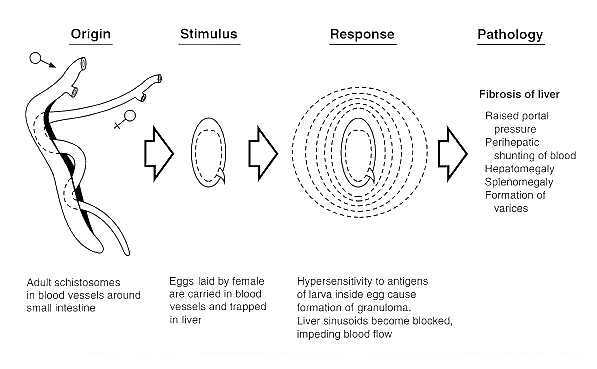 Origin
Stimulus
Response
Pathology
Fibrosis of liver
Raised portal
pressure
Perihepatic
shunting of blood
Hepatomegaly
Splenomegaly
Formation of
varices
Adult schistosomes
in blood vessels around
small intestine
Eggs laid by female
are carried in blood
vessels and trapped
in liver
Hypersensitivity to antigens
of larva inside egg cause
formation of granuloma.
Liver sinusoids become blocked,
impeding blood flow